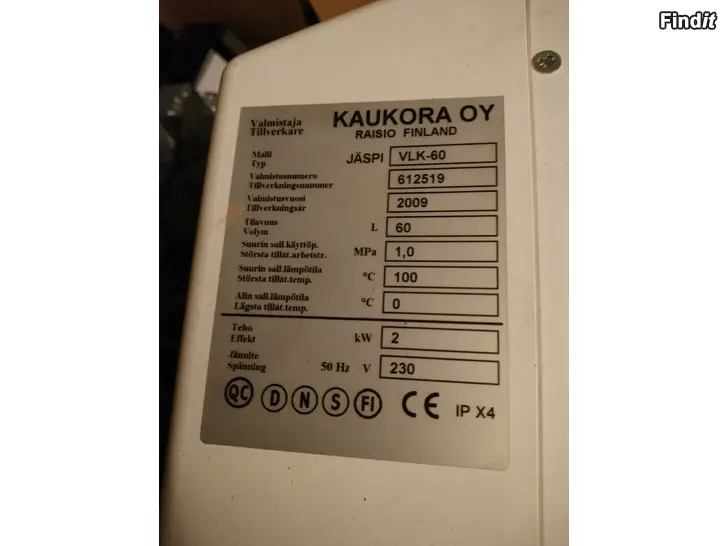 Findit
Valmistaja
Tillverkare
KAUKORA OY
RAISIO FINLAND
Malli
Typ
JÄSPI VLK-60
Valmistusnumero
Tillverkningsnummer
612519
Valmistusvuosi
Tillverkningsår
2009
Tilavuus
Volym
L 60
Suurin sall.käyttöp.
Största tillåt.arbetstr.
MPa 1,0
Suurin sall.lämpötila
Största tillåt.temp.
°C 100
Alin sall.lämpötila
Lägsta tillåt.temp.
°C 0
Teho
Effekt
kW 2
Jännite
Spänning
50 Hz V 230
QC D N S FI CE IP X4